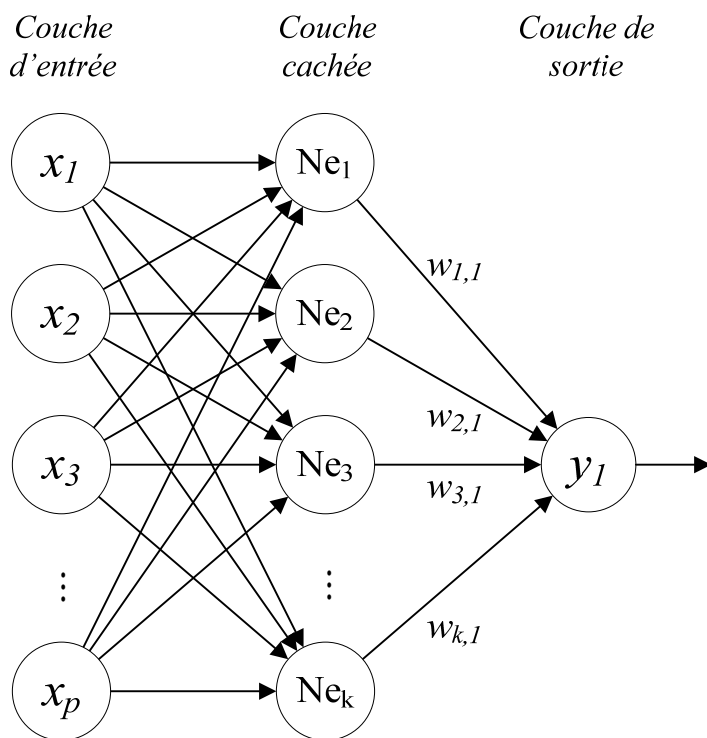 Couche
d'entrée
Couche
cachée
Couche de
sortie
x1
Ne1
w1,1
x2
Ne2
w2,1
x3
Ne3
y1
w3,1
⋮
⋮
wk,1
xp
Nek